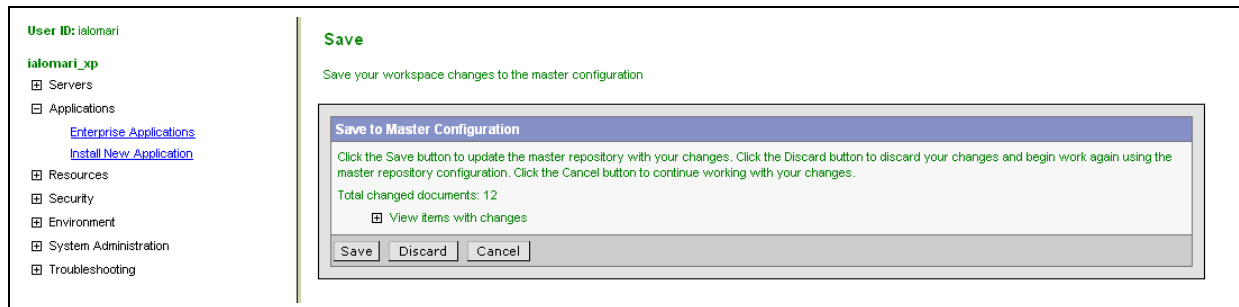 User ID: ialomari
ialomari_xp
Servers
Applications
Enterprise Applications
Install New Application
Resources
Security
Environment
System Administration
Troubleshooting
Save
Save your workspace changes to the master configuration
Save to Master Configuration
Click the Save button to update the master repository with your changes. Click the Discard button to discard your changes and begin work again using the
master repository configuration. Click the Cancel button to continue working with your changes.
Total changed documents: 12
View items with changes
Save Discard Cancel